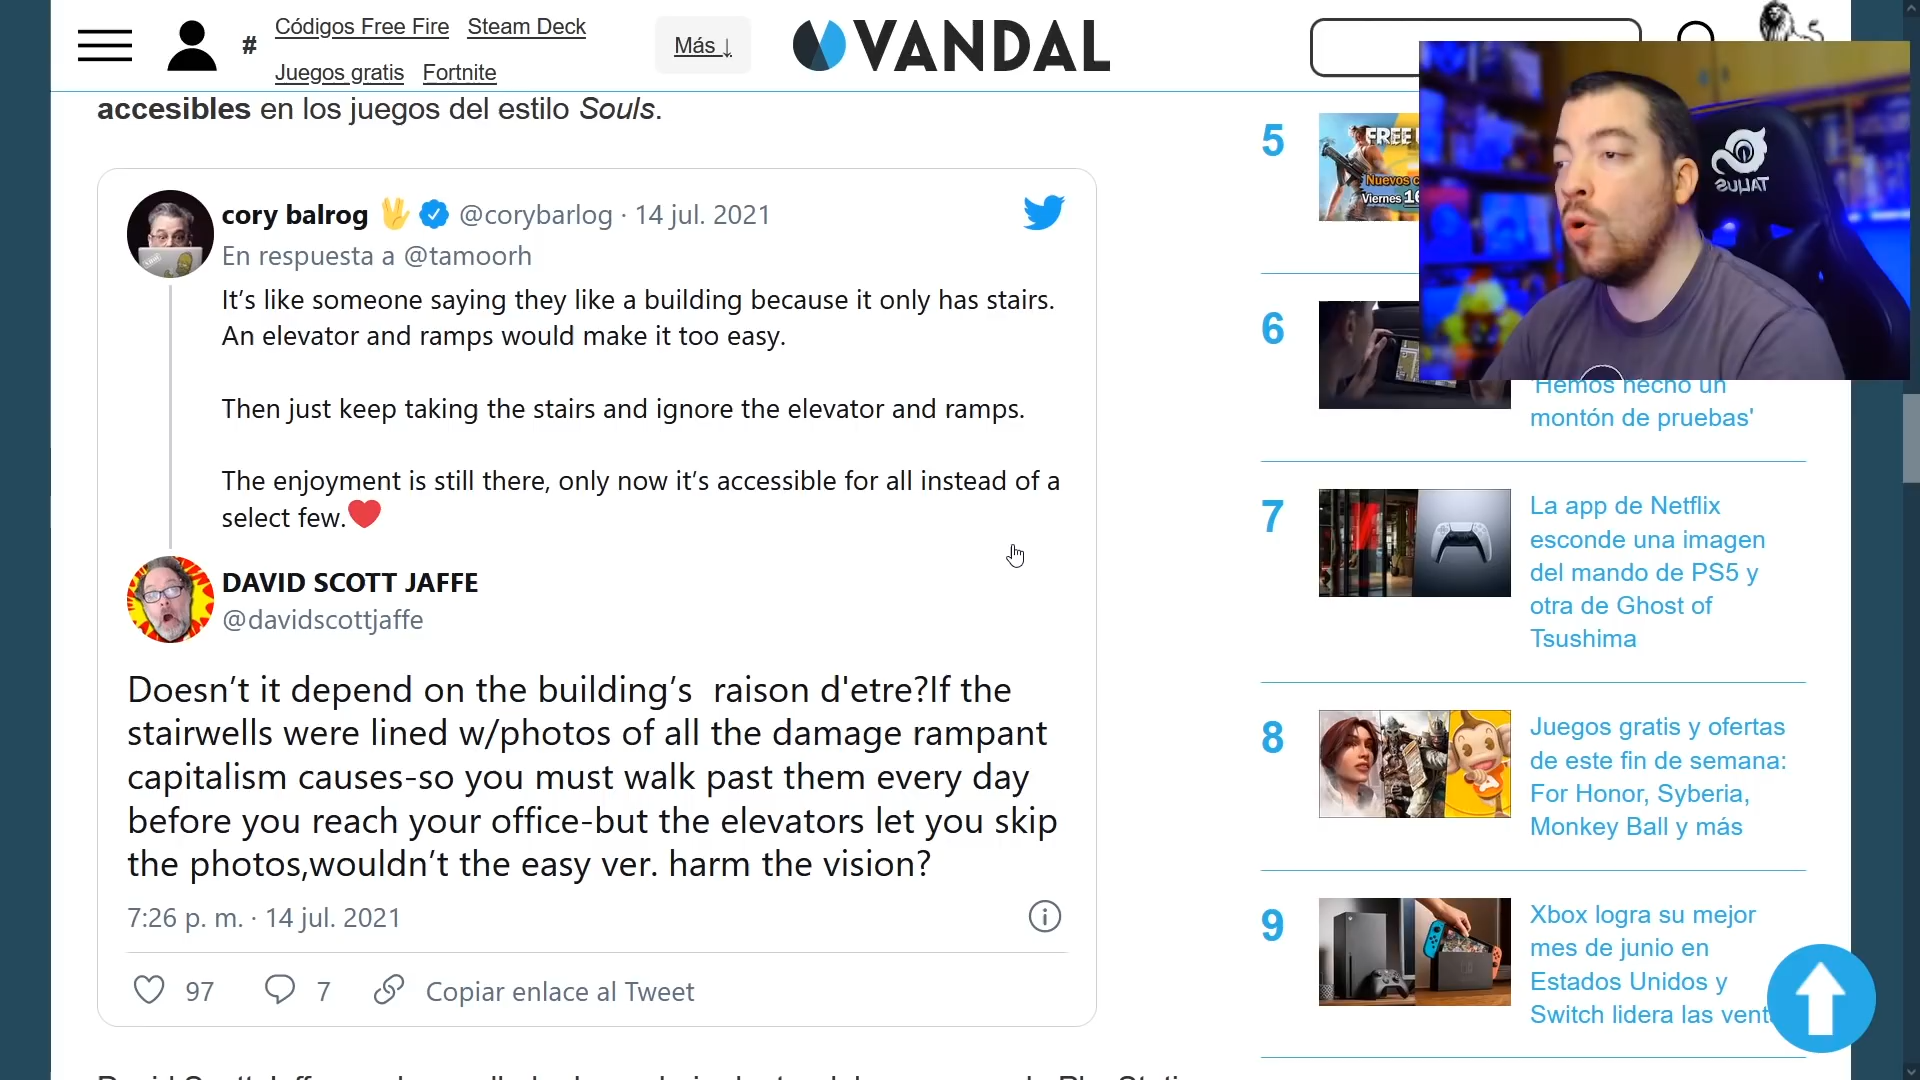 # Códigos Free Fire Steam Deck
Juegos gratis Fortnite
Más ↓
VANDAL
accesibles en los juegos del estilo Souls.
cory balrog 🖖 @corybarlog · 14 jul. 2021
En respuesta a @tamoorh
It’s like someone saying they like a building because it only has stairs.
An elevator and ramps would make it too easy.
Then just keep taking the stairs and ignore the elevator and ramps.
The enjoyment is still there, only now it’s accessible for all instead of a
select few.❤️
DAVID SCOTT JAFFE
@davidscottjaffe
Doesn’t it depend on the building’s  raison d'etre?If the
stairwells were lined w/photos of all the damage rampant
capitalism causes-so you must walk past them every day
before you reach your office-but the elevators let you skip
the photos,wouldn’t the easy ver. harm the vision?
7:26 p. m. · 14 jul. 2021
97 7 Copiar enlace al Tweet
5
FREE
Nuevos
Viernes
TALIUS
6
'Hemos hecho un
montón de pruebas'
7
La app de Netflix
esconde una imagen
del mando de PS5 y
otra de Ghost of
Tsushima
8
Juegos gratis y ofertas
de este fin de semana:
For Honor, Syberia,
Monkey Ball y más
9
Xbox logra su mejor
mes de junio en
Estados Unidos y
Switch lidera las vent